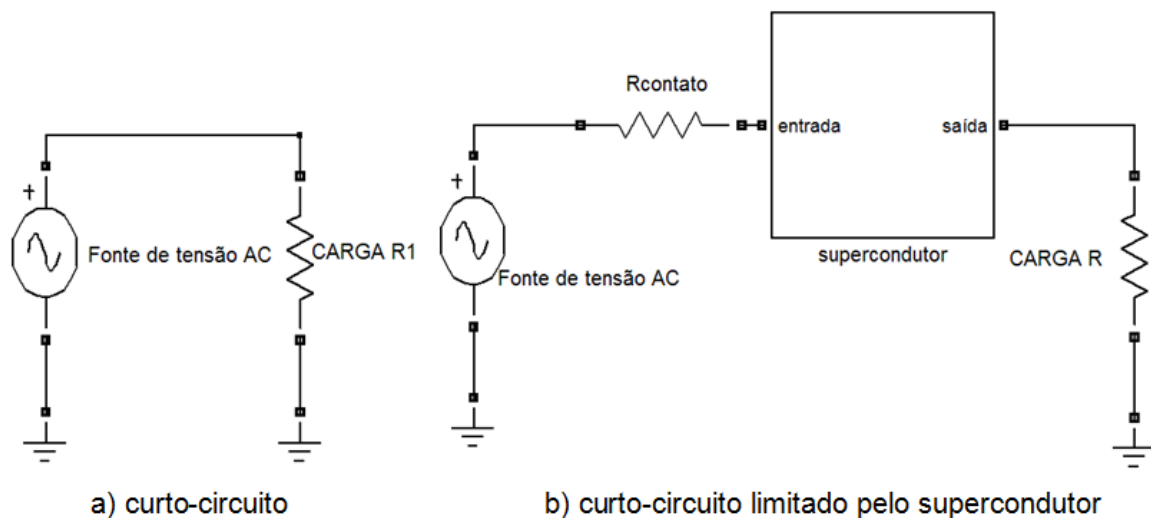 Rcontato
entrada
saída
+
+
Fonte de tensão AC
CARGA R1
supercondutor
Fonte de tensão AC
CARGA R
a) curto-circuito
b) curto-circuito limitado pelo supercondutor